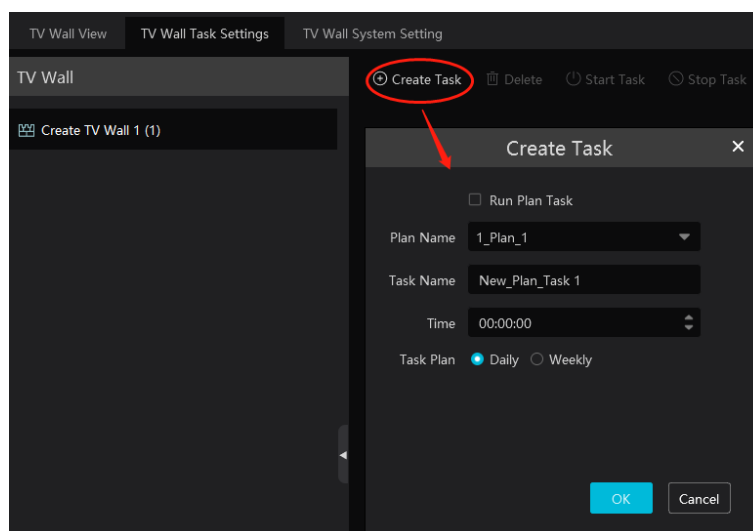 TV Wall View TV Wall Task Settings TV Wall System Setting
TV Wall
Create Task Delete Start Task Stop Task
Create TV Wall 1 (1)
Create Task
Run Plan Task
Plan Name 1_Plan_1
Task Name New_Plan_Task 1
Time 00:00:00
Task Plan Daily Weekly
OK Cancel